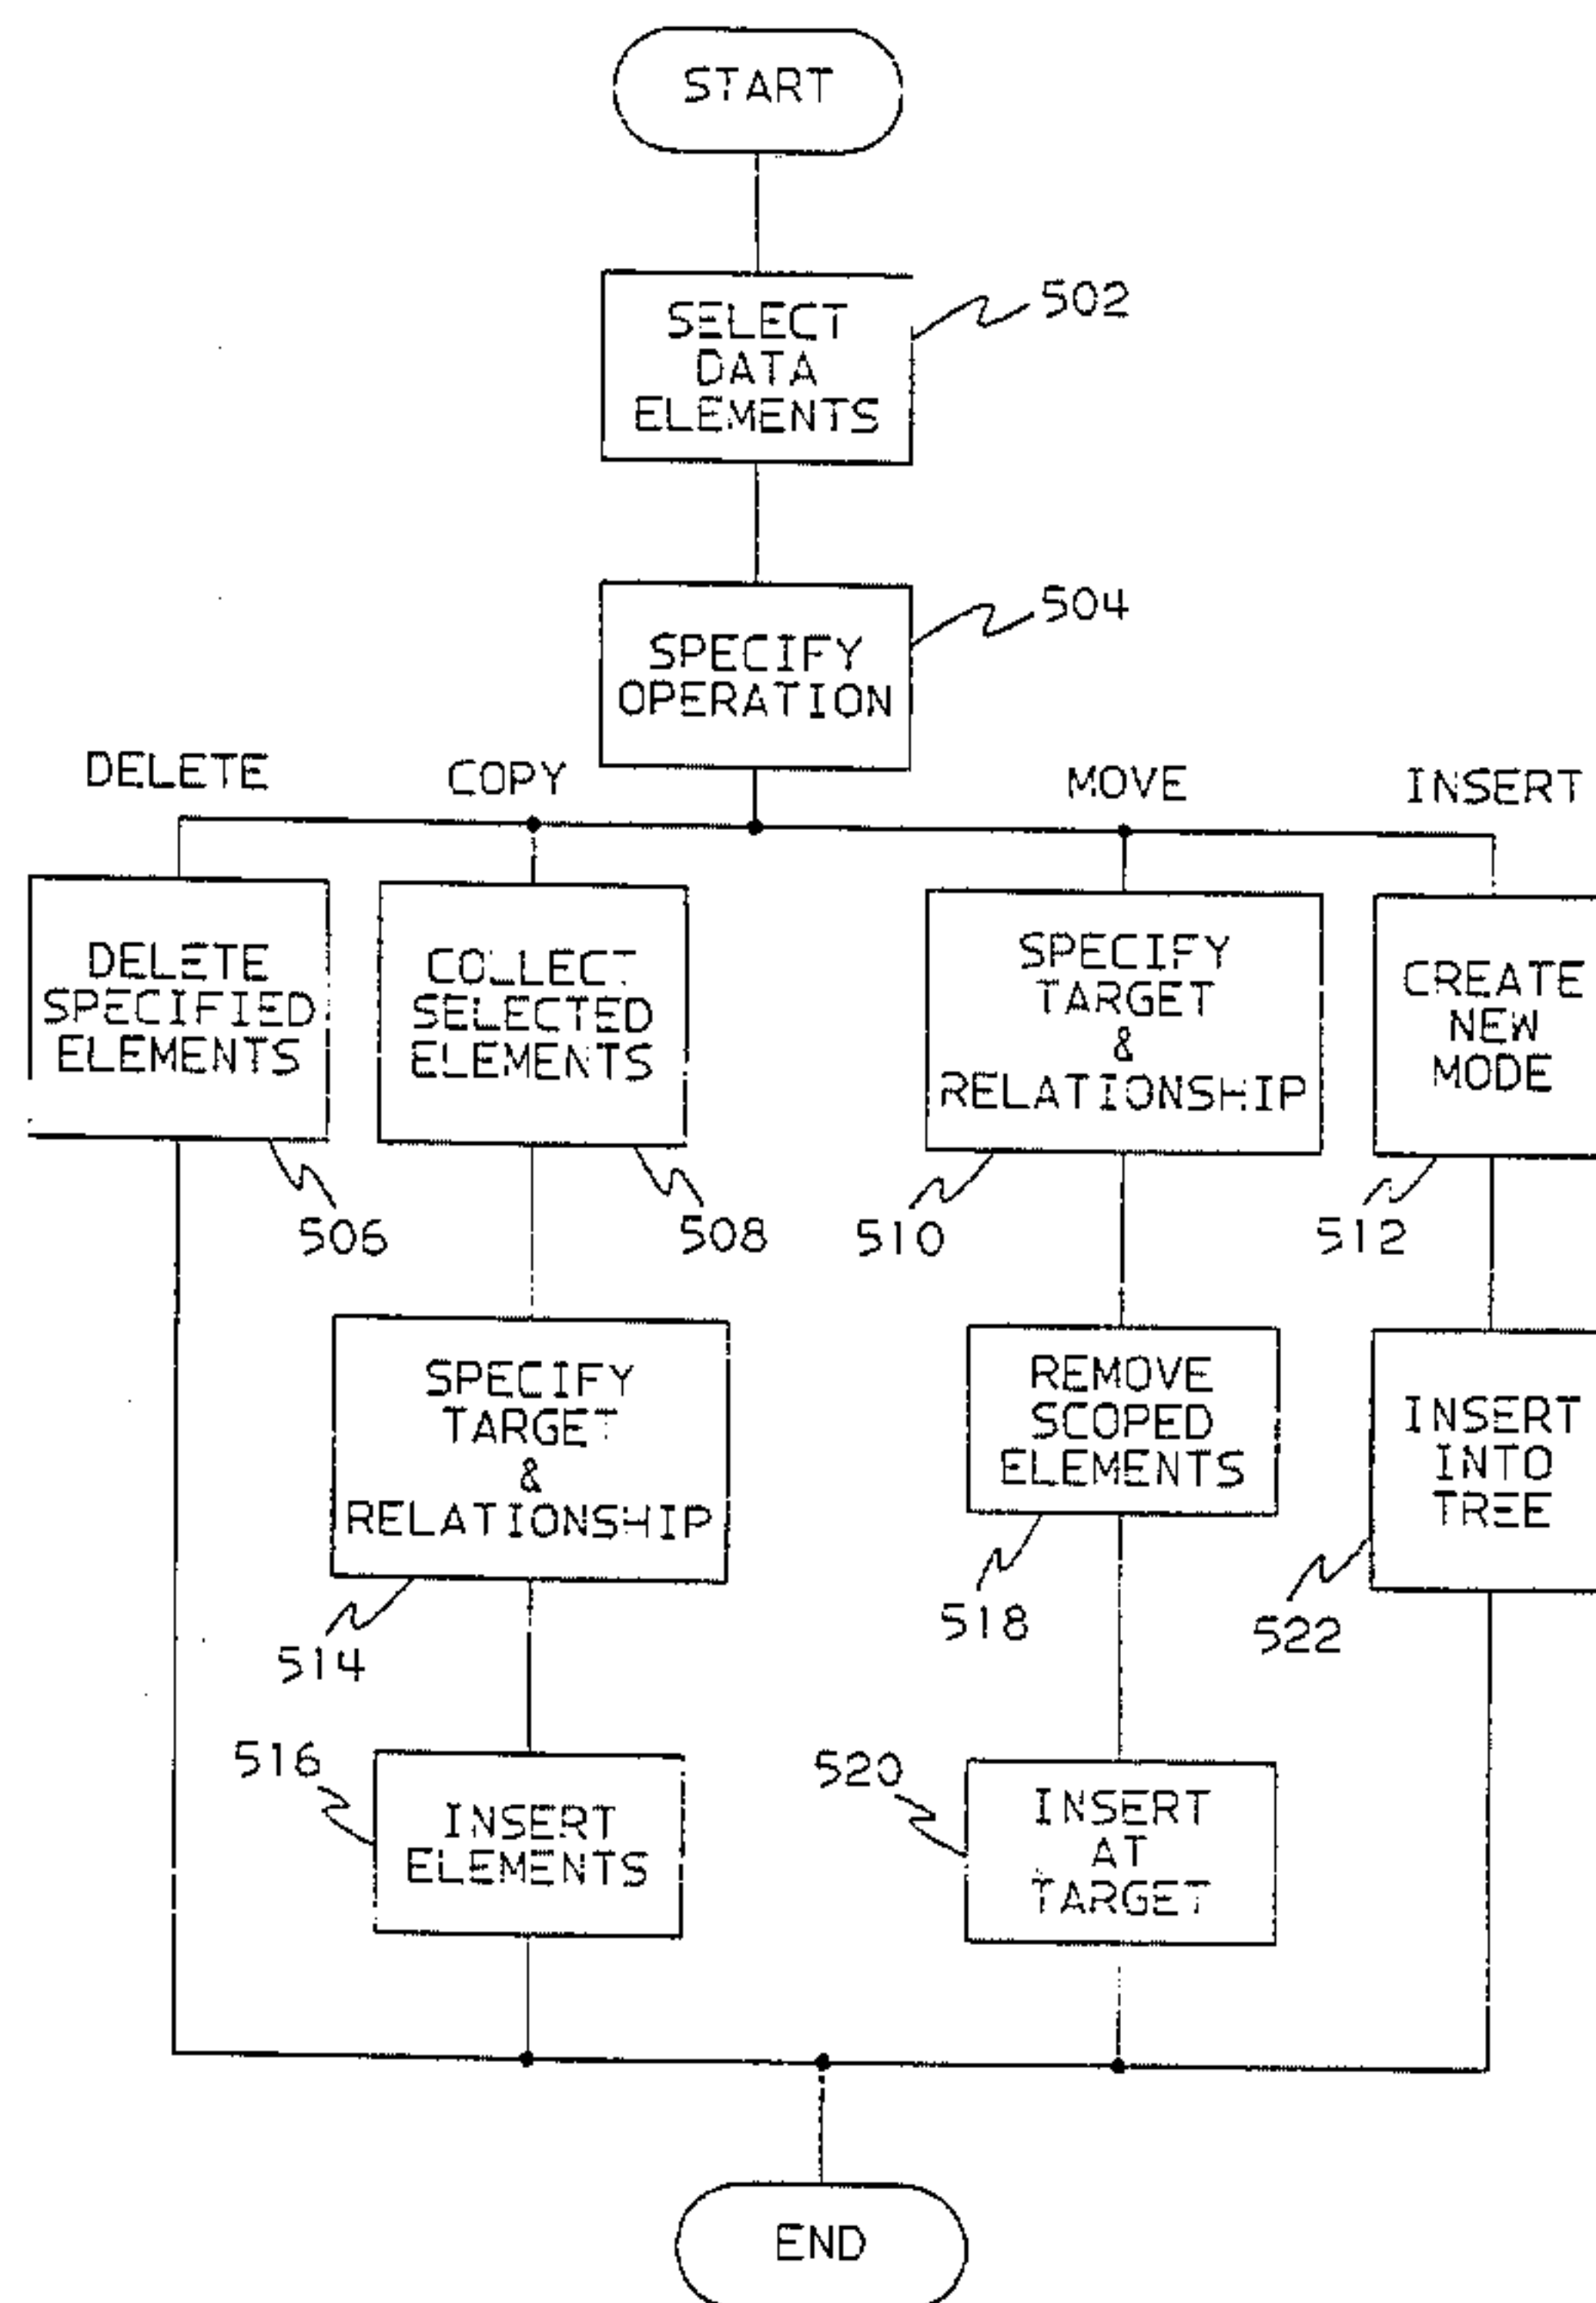 START
SELECT
DATA
ELEMENTS
502
SPECIFY
OPERATION
504
DELETE
COPY
MOVE
INSERT
DELETE
SPECIFIED
ELEMENTS
506
COLLECT
SELECTED
ELEMENTS
508
SPECIFY
TARGET
&
RELATIONSHIP
510
CREATE
NEW
MODE
512
SPECIFY
TARGET
&
RELATIONSHIP
514
REMOVE
SCOPED
ELEMENTS
518
INSERT
INTO
TREE
522
516
INSERT
ELEMENTS
520
INSERT
AT
TARGET
END